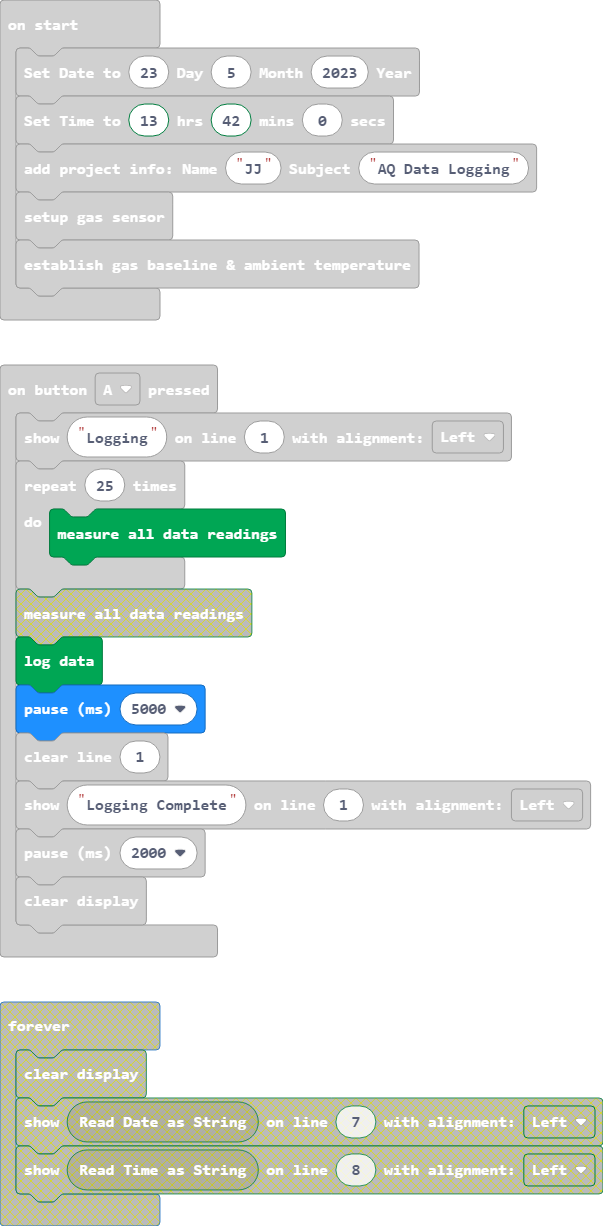 on start
Set Date to 23 Day 5 Month 2023 Year
Set Time to 13 hrs 42 mins 0 secs
add project info: Name "JJ" Subject "AQ Data Logging"
setup gas sensor
establish gas baseline & ambient temperature
on button A pressed
show "Logging" on line 1 with alignment: Left
repeat 25 times
do measure all data readings
measure all data readings
log data
pause (ms) 5000
clear line 1
show "Logging Complete" on line 1 with alignment: Left
pause (ms) 2000
clear display
forever
clear display
show Read Date as String on line 7 with alignment: Left
show Read Time as String on line 8 with alignment: Left